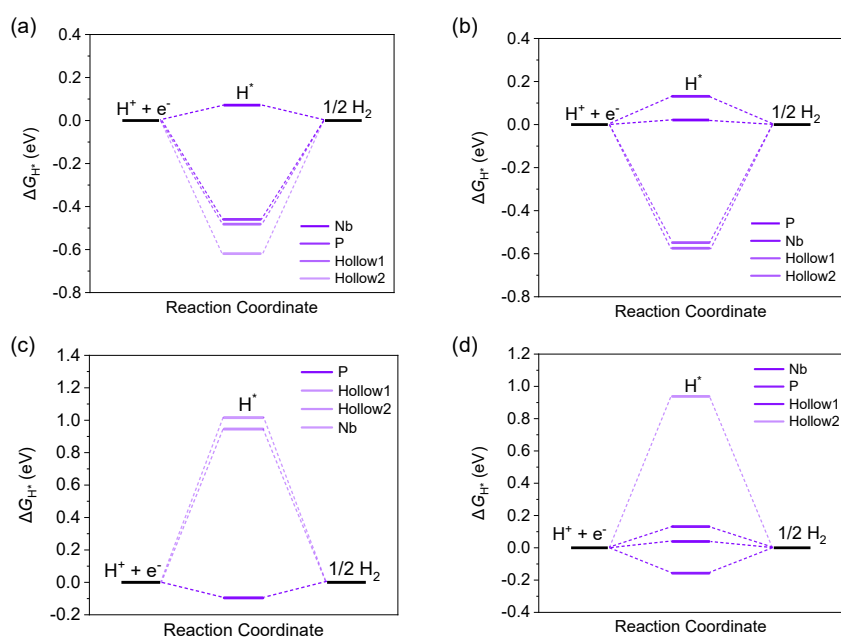 (a)
0.4
0.2
0.0
-0.2
-0.4
-0.6
-0.8
ΔG_H* (eV)
H⁺ + e⁻
H*
1/2 H₂
Nb
P
Hollow1
Hollow2
Reaction Coordinate
(b)
0.4
0.2
0.0
-0.2
-0.4
-0.6
-0.8
ΔG_H* (eV)
H⁺ + e⁻
H*
1/2 H₂
P
Nb
Hollow1
Hollow2
Reaction Coordinate
(c)
1.4
1.2
1.0
0.8
0.6
0.4
0.2
0.0
-0.2
ΔG_H* (eV)
H⁺ + e⁻
H*
1/2 H₂
P
Hollow1
Hollow2
Nb
Reaction Coordinate
(d)
1.2
1.0
0.8
0.6
0.4
0.2
0.0
-0.2
-0.4
ΔG_H* (eV)
H⁺ + e⁻
H*
1/2 H₂
Nb
P
Hollow1
Hollow2
Reaction Coordinate